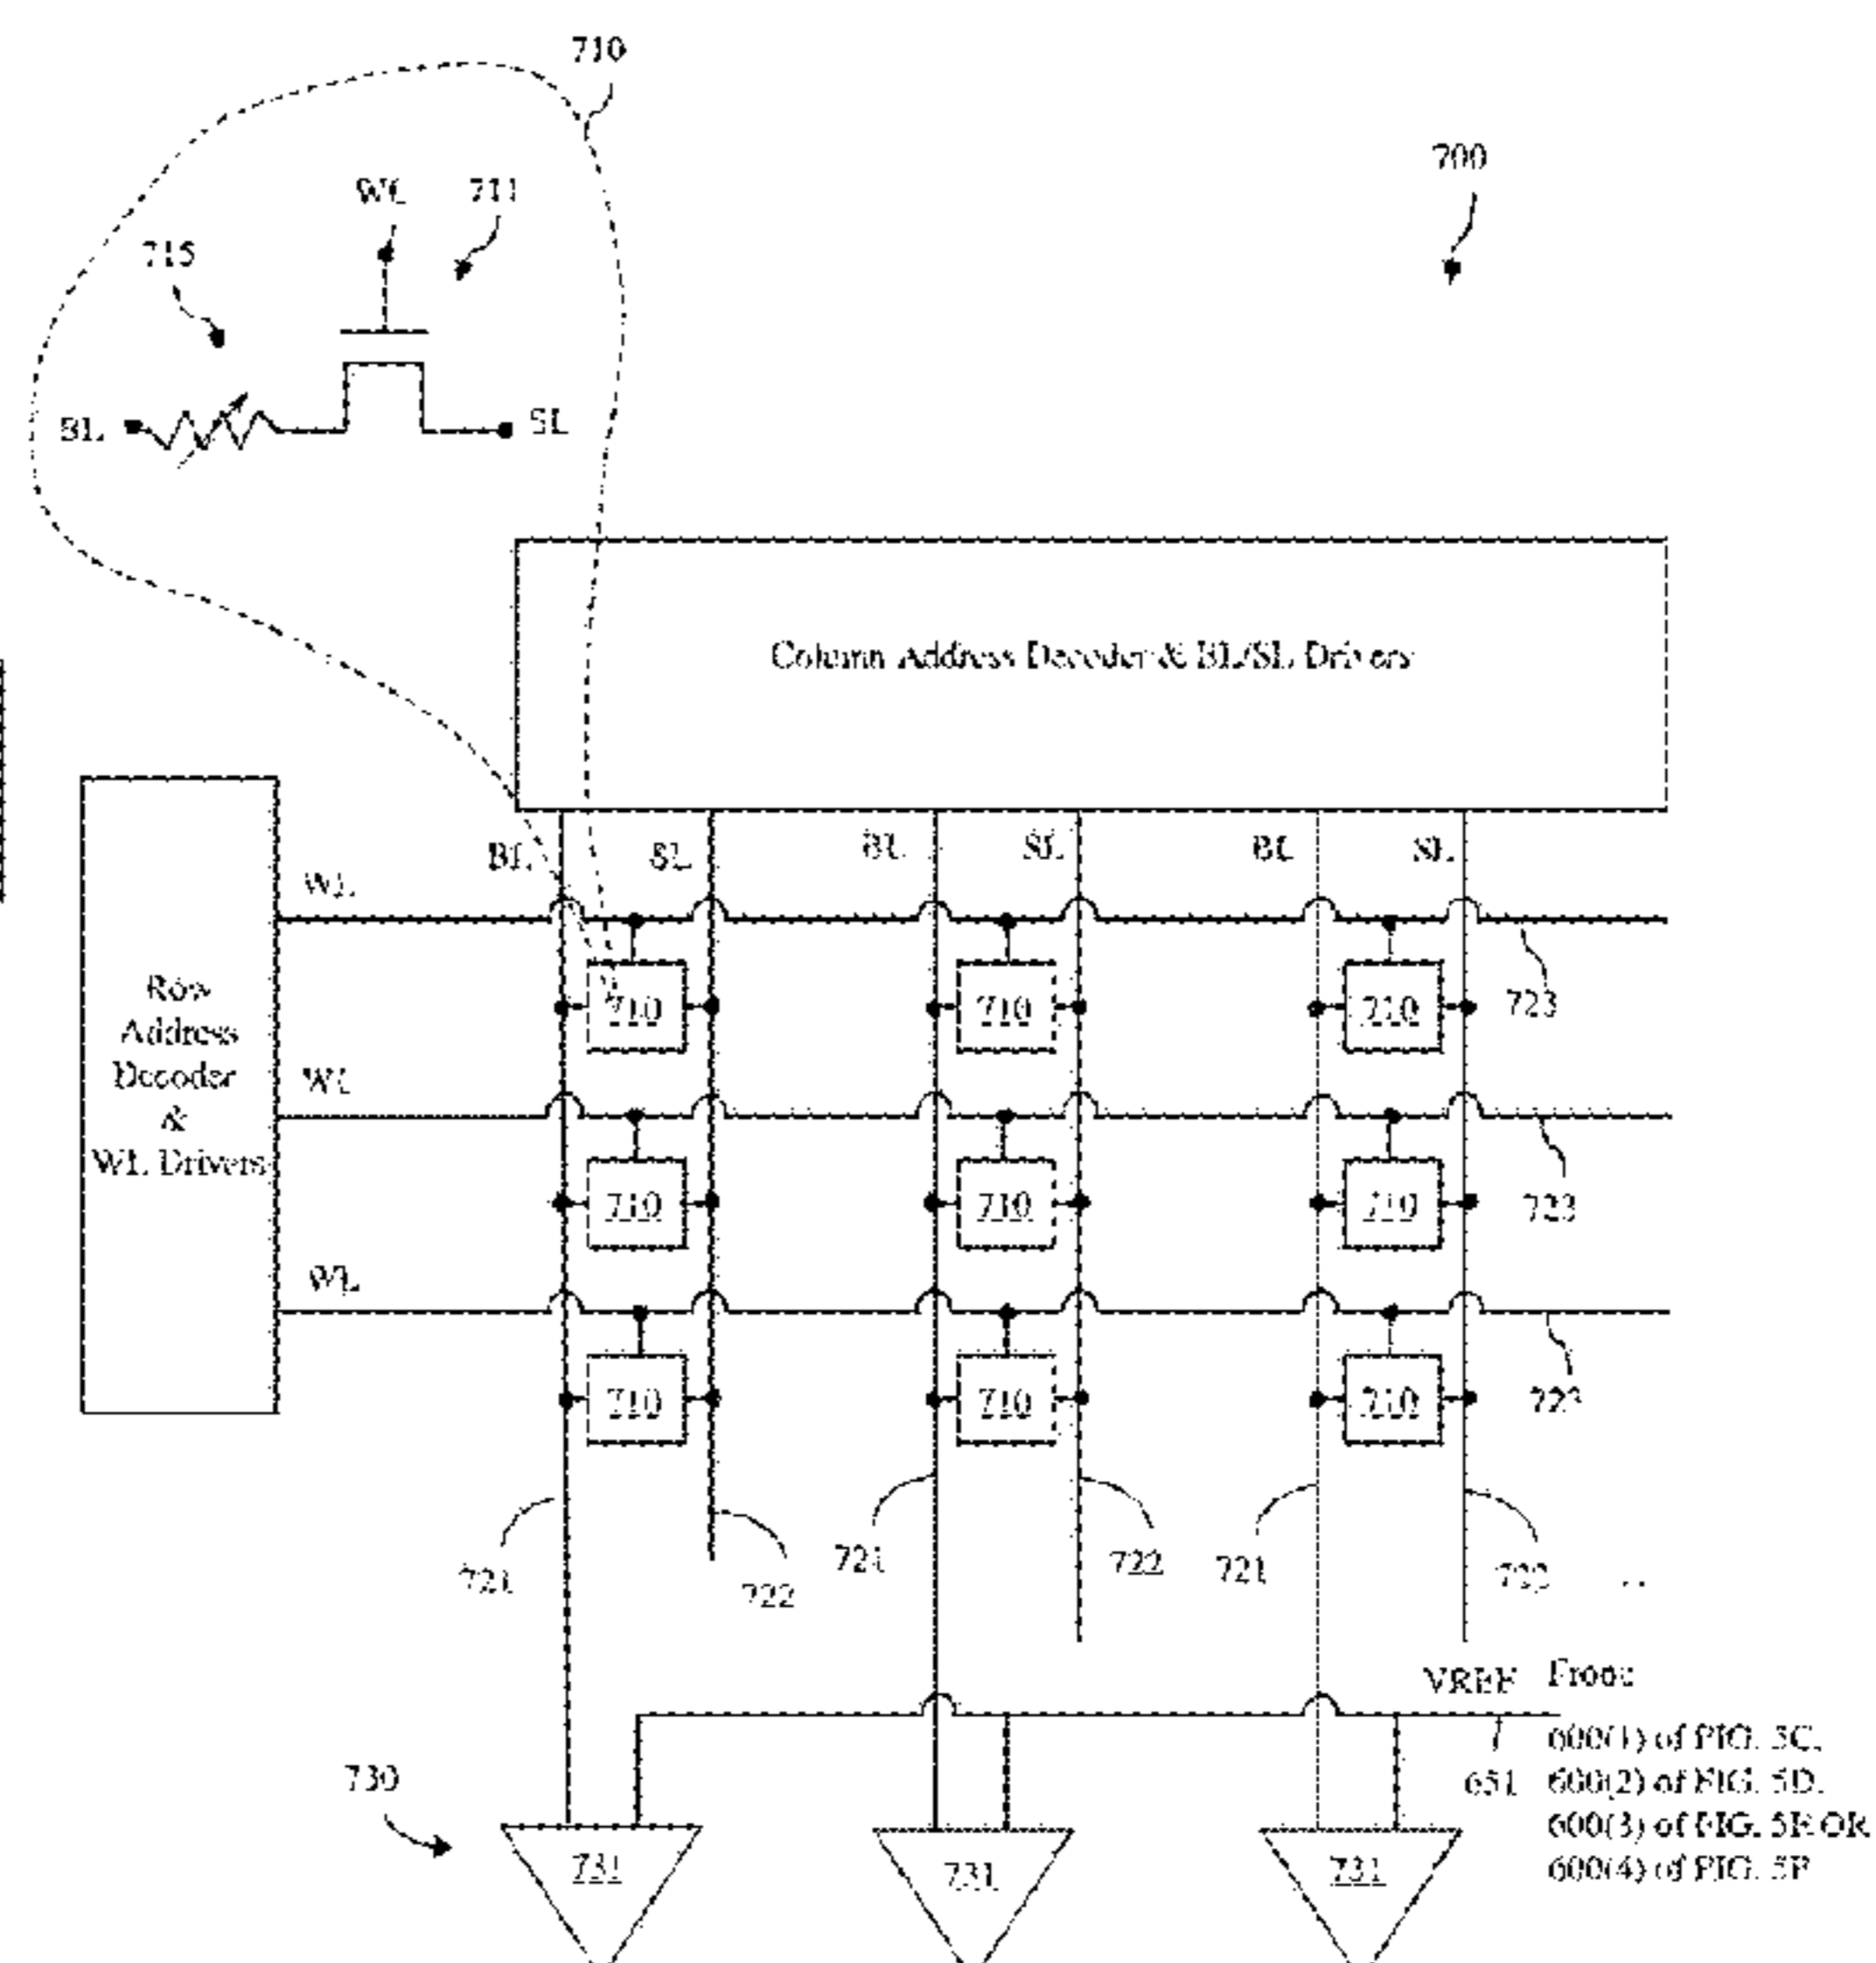 710
700
WL
711
715
BL
SL
Column Address Decoder & BL/SL Drivers
BL
SL
BL
SL
BL
SL
WL
Row
Address
Decoder
&
WL Drivers
710
710
710
723
WL
710
710
710
723
WL
710
710
710
723
721
722
721
722
721
722
VREF
From:
651
600(1) of FIG. 5C,
600(2) of FIG. 5D,
600(3) of FIG. 5E OR
600(4) of FIG. 5F
730
731
731
731